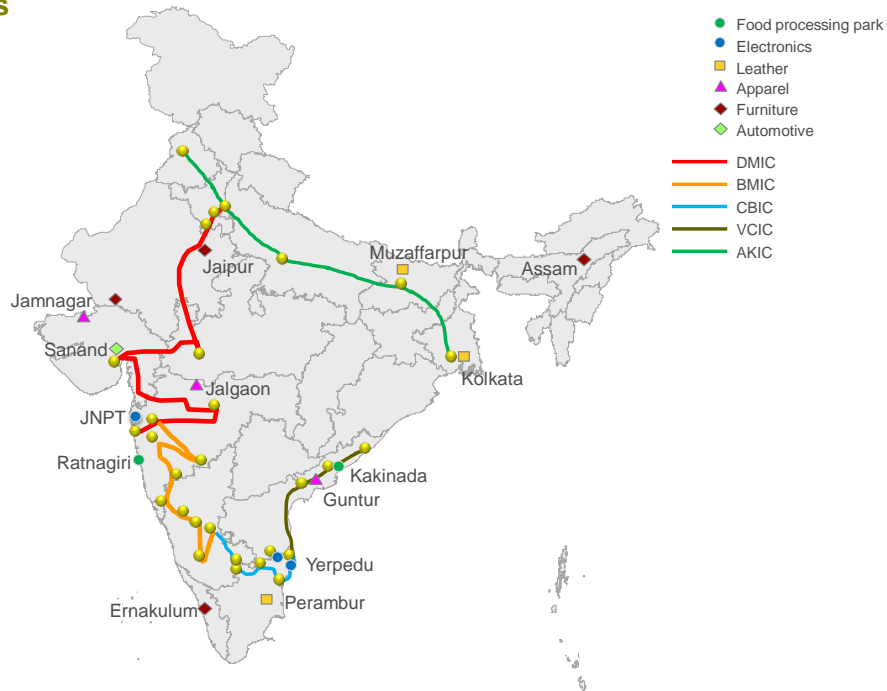 s
Food processing park
Electronics
Leather
Apparel
Furniture
Automotive
DMIC
BMIC
CBIC
VCIC
AKIC
Muzaffarpur
Assam
Jaipur
Jamnagar
Sanand
Kolkata
Jalgaon
JNPT
Ratnagiri
Kakinada
Guntur
Yerpedu
Perambur
Ernakulum